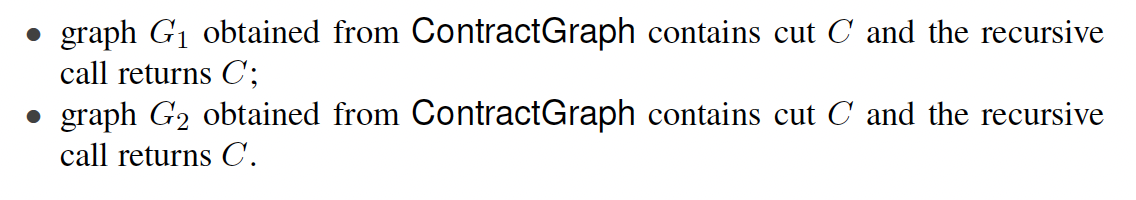 • graph G₁ obtained from ContractGraph contains cut C and the recursive
call returns C;
• graph G₂ obtained from ContractGraph contains cut C and the recursive
call returns C.